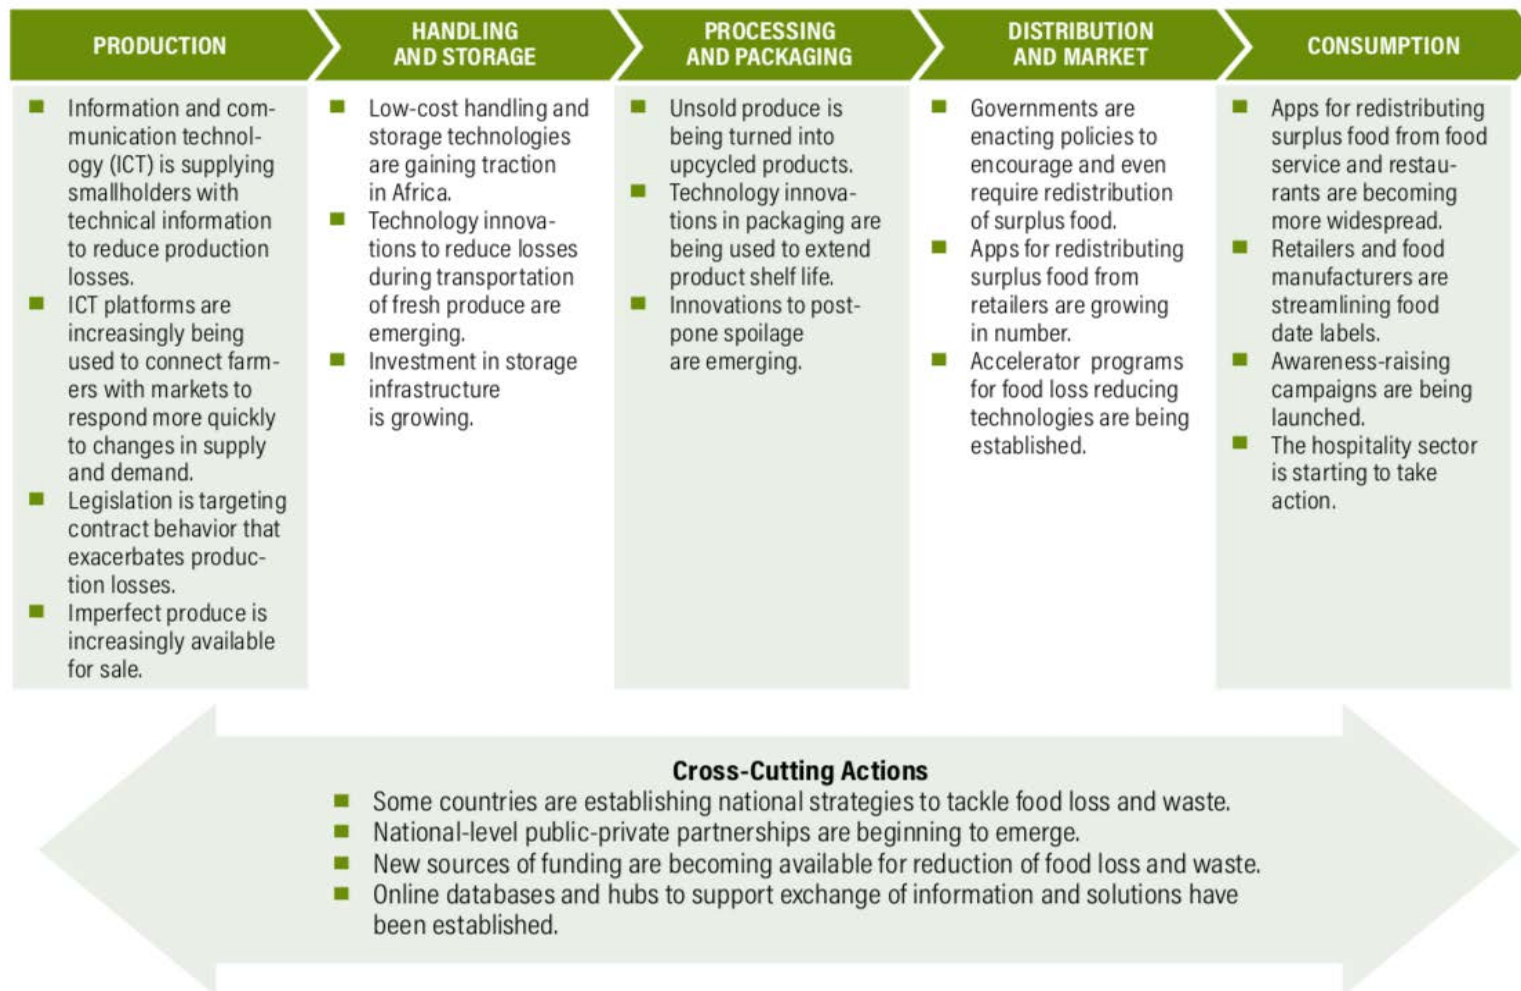 PRODUCTION
Information and com-
munication technol-
ogy (ICT) is supplying
smallholders with
technical information
to reduce production
losses.
ICT platforms are
increasingly being
used to connect farm-
ers with markets to
respond more quickly
to changes in supply
and demand.
Legislation is targeting
contract behavior that
exacerbates produc-
tion losses.
Imperfect produce is
increasingly available
for sale.
HANDLING
AND STORAGE
Low-cost handling and
storage technologies
are gaining traction
in Africa.
Technology innova-
tions to reduce losses
during transportation
of fresh produce are
emerging.
Investment in storage
infrastructure
is growing.
PROCESSING
AND PACKAGING
Unsold produce is
being turned into
upcycled products.
Technology innova-
tions in packaging are
being used to extend
product shelf life.
Innovations to post-
pone spoilage
are emerging.
DISTRIBUTION
AND MARKET
Governments are
enacting policies to
encourage and even
require redistribution
of surplus food.
Apps for redistributing
surplus food from
retailers are growing
in number.
Accelerator programs
for food loss reducing
technologies are being
established.
CONSUMPTION
Apps for redistributing
surplus food from food
service and restau-
rants are becoming
more widespread.
Retailers and food
manufacturers are
streamlining food
date labels.
Awareness-raising
campaigns are being
launched.
The hospitality sector
is starting to take
action.
Cross-Cutting Actions
Some countries are establishing national strategies to tackle food loss and waste.
National-level public-private partnerships are beginning to emerge.
New sources of funding are becoming available for reduction of food loss and waste.
Online databases and hubs to support exchange of information and solutions have
been established.